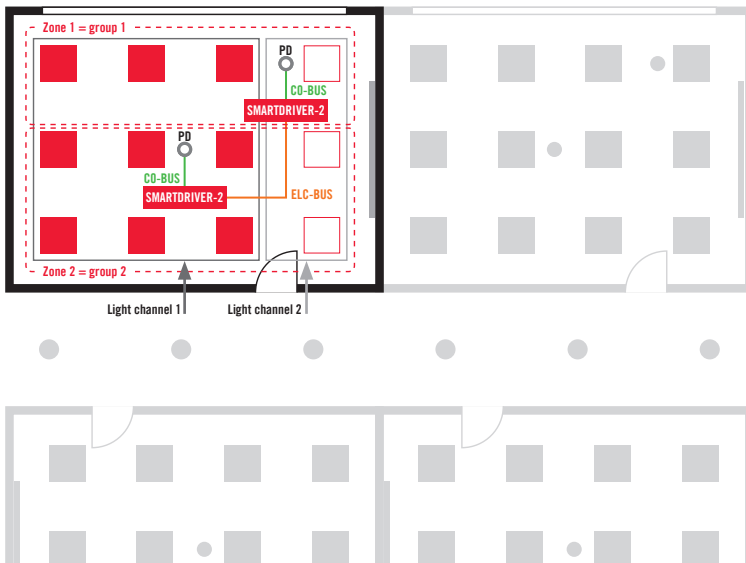 Zone 1 = group 1
PD
CO-BUS
SMARTDRIVER-2
PD
CO-BUS
SMARTDRIVER-2
ELC-BUS
Zone 2 = group 2
Light channel 1
Light channel 2